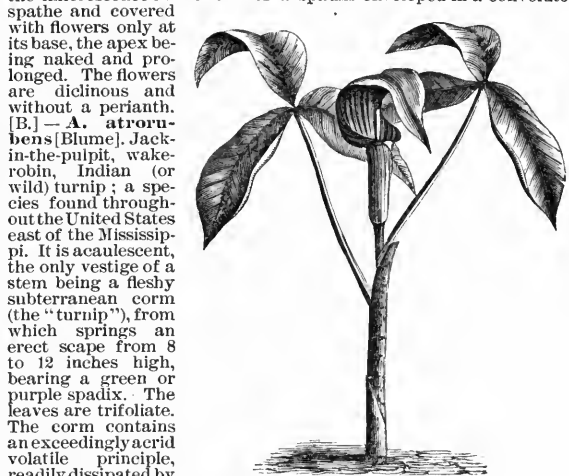 spathe and covered
with flowers only at
its base, the apex be-
ing naked and pro-
longed. The flowers
are diclinous and
without a perianth.
[B.] — A. atroru-
bens [Blume]. Jack-
in-the-pulpit, wake-
robin, Indian (or
wild) turnip ; a spe-
cies found through-
out the United States
east of the Mississip-
pi. It is acaulescent,
the only vestige of a
stem being a fleshy
subterranean corm
(the “turnip”), from
which springs an
erect scape from 8
to 12 inches high,
bearing a green or
purple spadix. The
leaves are trifoliate.
The corm contains
an exceedingly acrid
volatile principle,
readily dissipated by